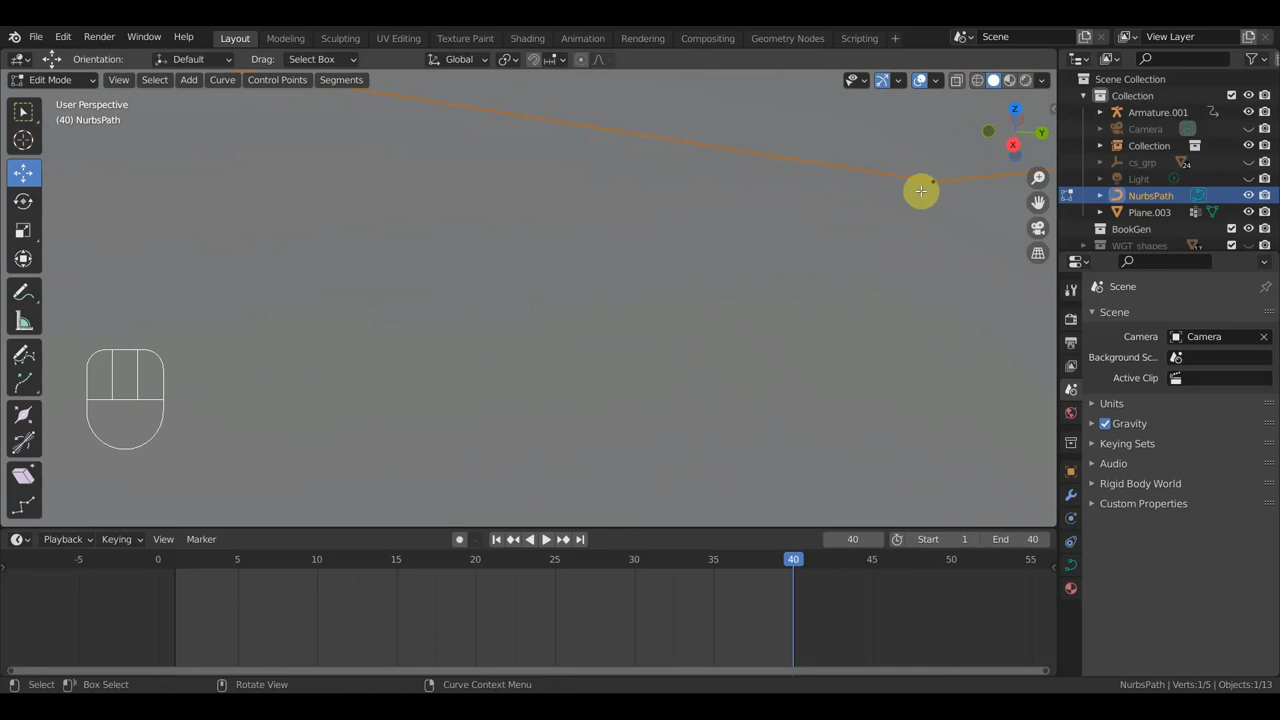 File Edit Render Window Help Layout Modeling Sculpting UV Editing Texture Paint Shading Animation Rendering Compositing Geometry Nodes Scripting + Scene View Layer
Orientation: Default Drag: Select Box Global
Edit Mode View Select Add Curve Control Points Segments
User Perspective
(40) NurbsPath
Z
Y
X
Scene Collection
Collection
Armature.001
Camera
Collection
cs_grp 24
Light
NurbsPath
Plane.003
BookGen
WGT_shapes
Scene
Scene
Camera Camera
Background Sc...
Active Clip
Units
Gravity
Keying Sets
Audio
Rigid Body World
Custom Properties
Playback Keying View Marker 40 Start 1 End 40
-5 0 5 10 15 20 25 30 35 40 45 50 55
Select Box Select Rotate View Curve Context Menu NurbsPath | Verts:1/5 | Objects:1/13